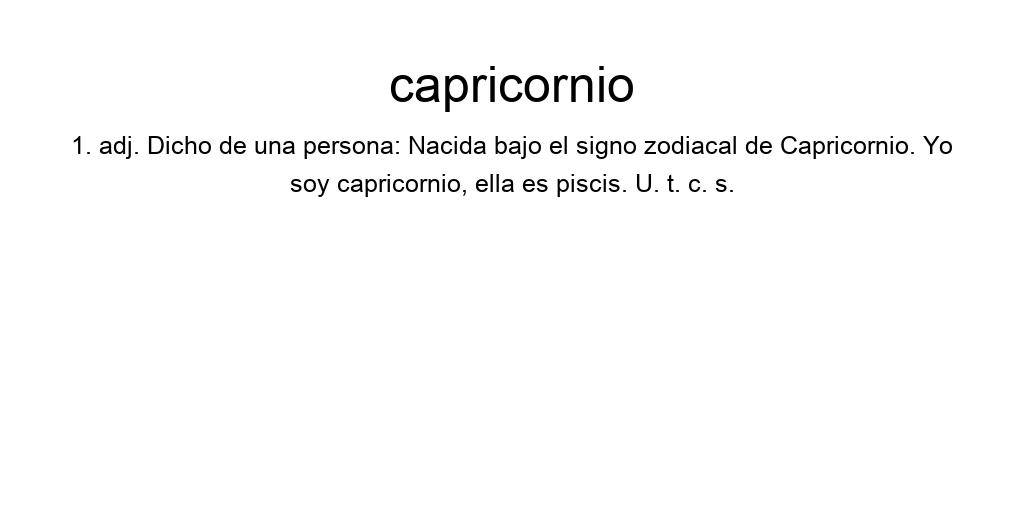 capricornio
1. adj. Dicho de una persona: Nacida bajo el signo zodiacal de Capricornio. Yo
soy capricornio, ella es piscis. U. t. c. s.